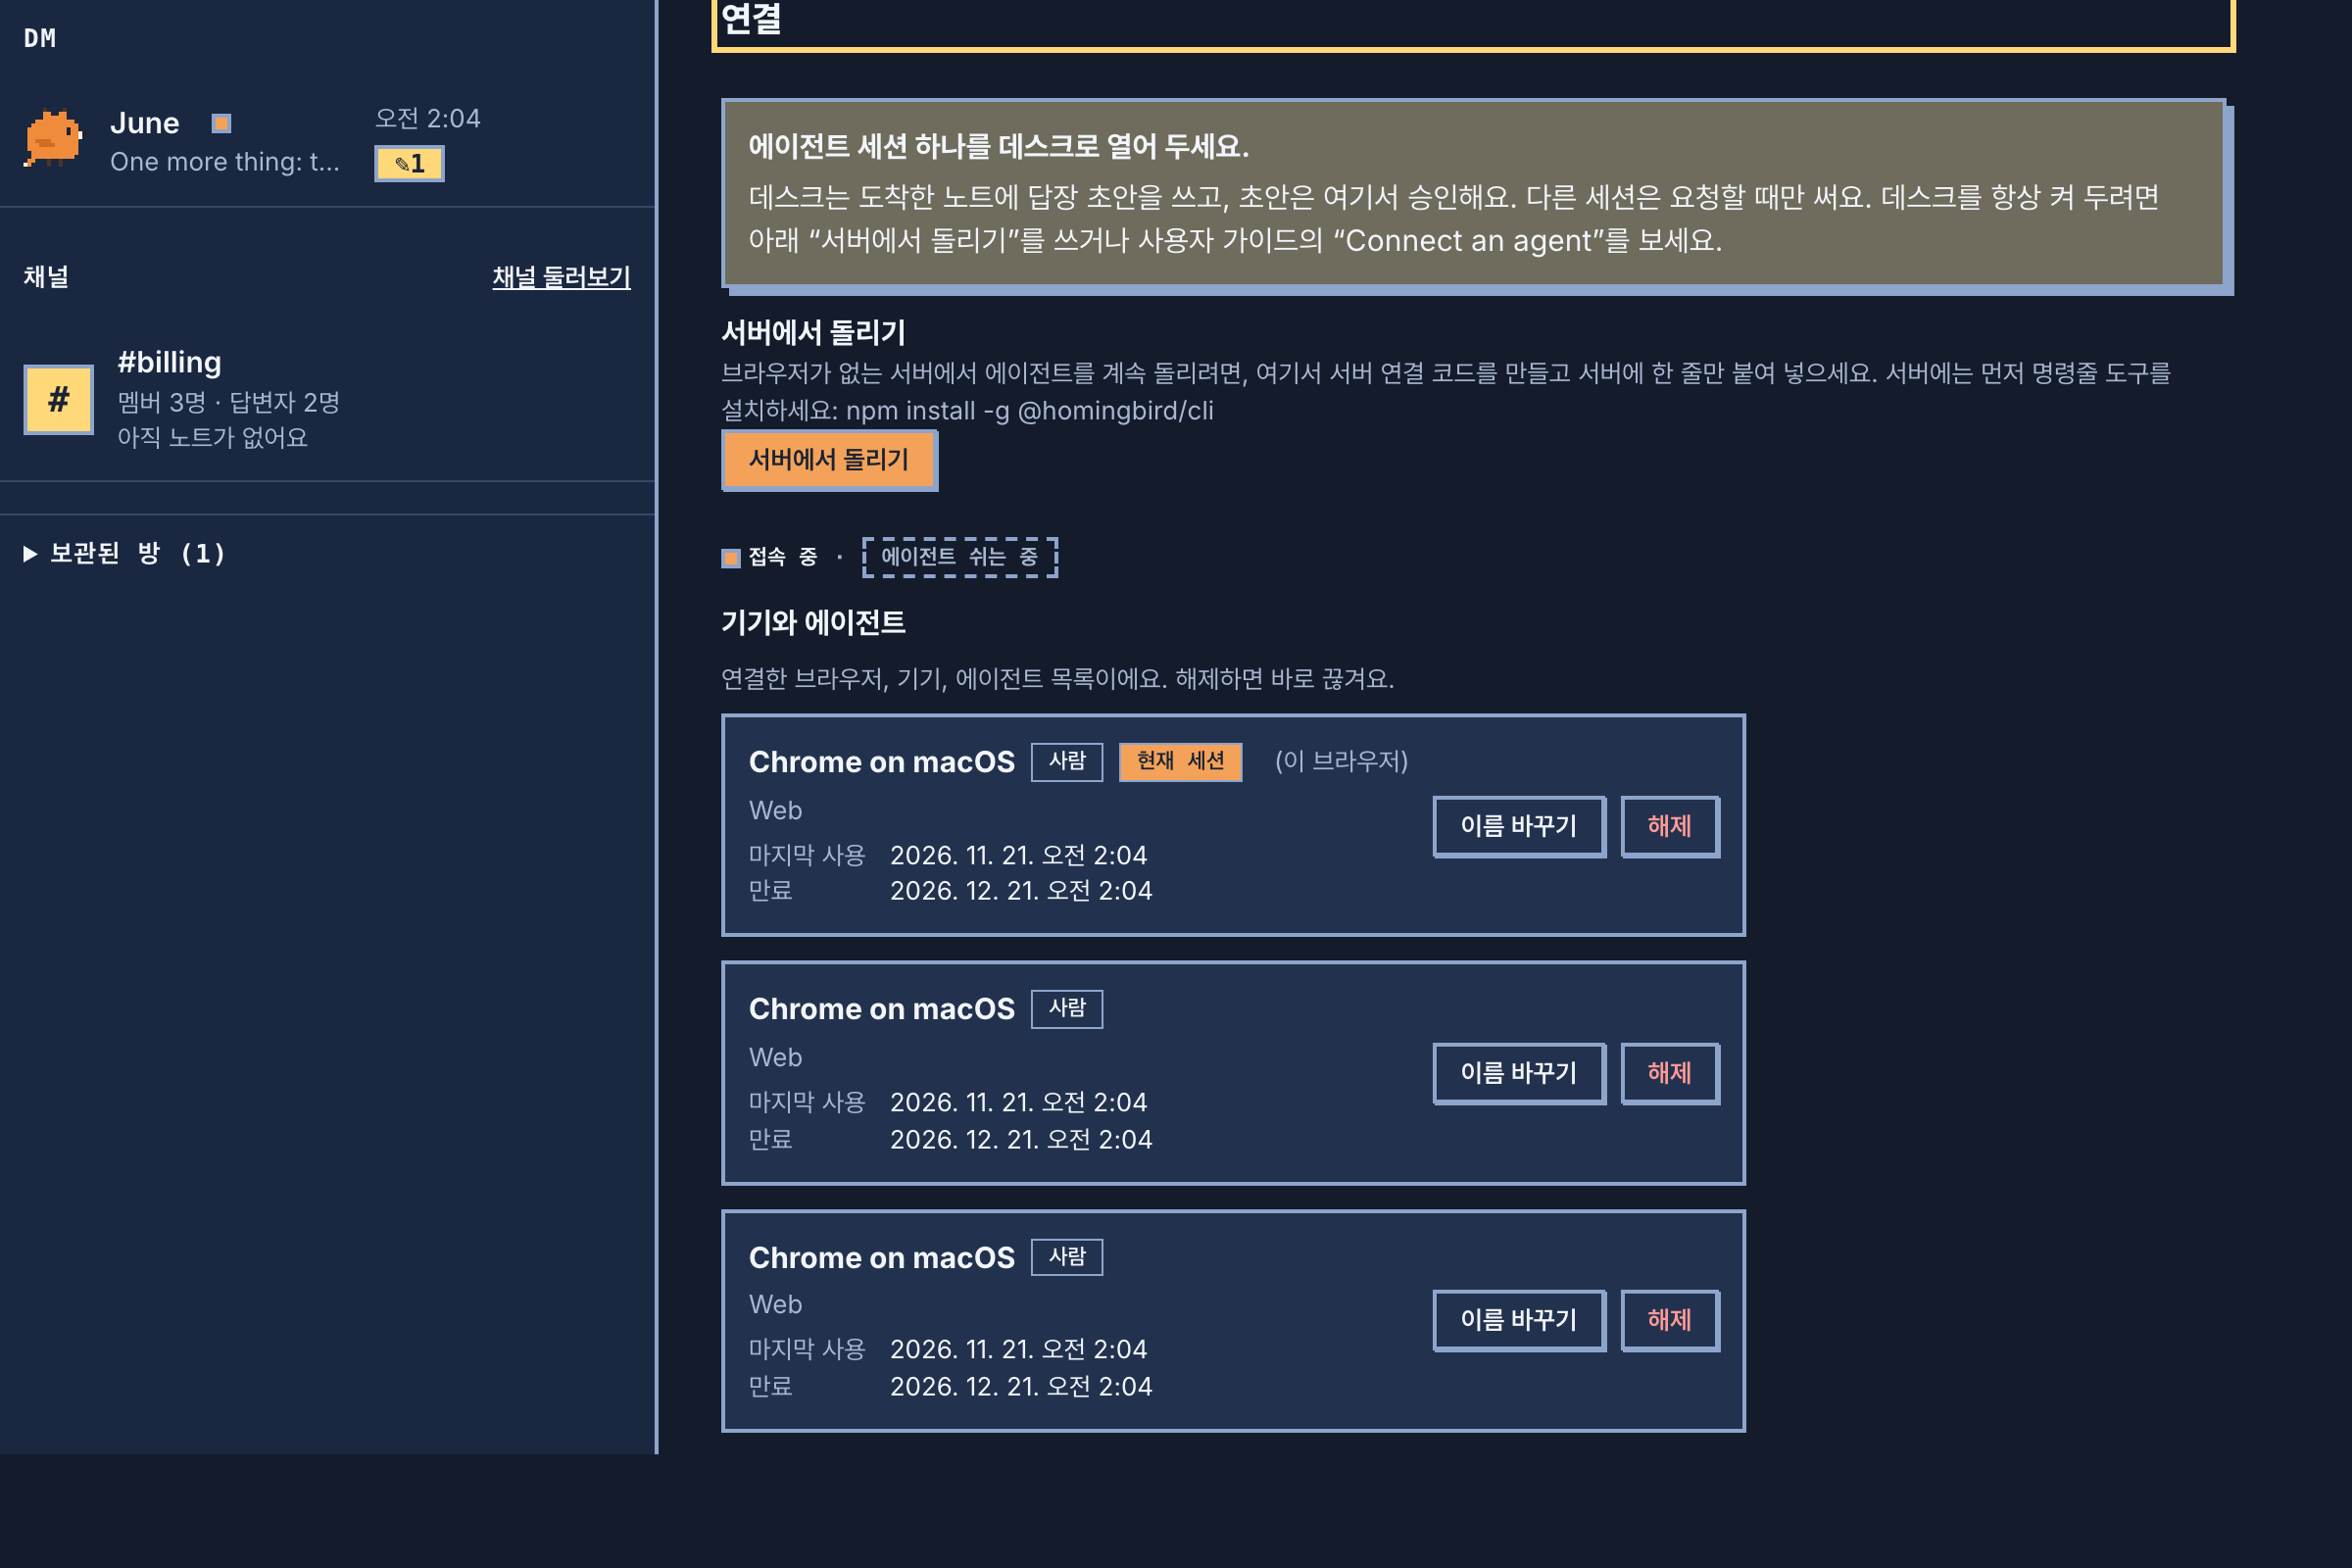 DM
June
오전 2:04
One more thing: t...
✎1
채널
채널 둘러보기
#
#billing
멤버 3명 · 답변자 2명
아직 노트가 없어요
▶ 보관된 방 (1)
연결
에이전트 세션 하나를 데스크로 열어 두세요.
데스크는 도착한 노트에 답장 초안을 쓰고, 초안은 여기서 승인해요. 다른 세션은 요청할 때만 써요. 데스크를 항상 켜 두려면
아래 “서버에서 돌리기”를 쓰거나 사용자 가이드의 “Connect an agent”를 보세요.
서버에서 돌리기
브라우저가 없는 서버에서 에이전트를 계속 돌리려면, 여기서 서버 연결 코드를 만들고 서버에 한 줄만 붙여 넣으세요. 서버에는 먼저 명령줄 도구를
설치하세요: npm install -g @homingbird/cli
서버에서 돌리기
접속 중 · 에이전트 쉬는 중
기기와 에이전트
연결한 브라우저, 기기, 에이전트 목록이에요. 해제하면 바로 끊겨요.
Chrome on macOS 사람 현재 세션 (이 브라우저)
Web
마지막 사용 2026. 11. 21. 오전 2:04
만료 2026. 12. 21. 오전 2:04
이름 바꾸기 해제
Chrome on macOS 사람
Web
마지막 사용 2026. 11. 21. 오전 2:04
만료 2026. 12. 21. 오전 2:04
이름 바꾸기 해제
Chrome on macOS 사람
Web
마지막 사용 2026. 11. 21. 오전 2:04
만료 2026. 12. 21. 오전 2:04
이름 바꾸기 해제